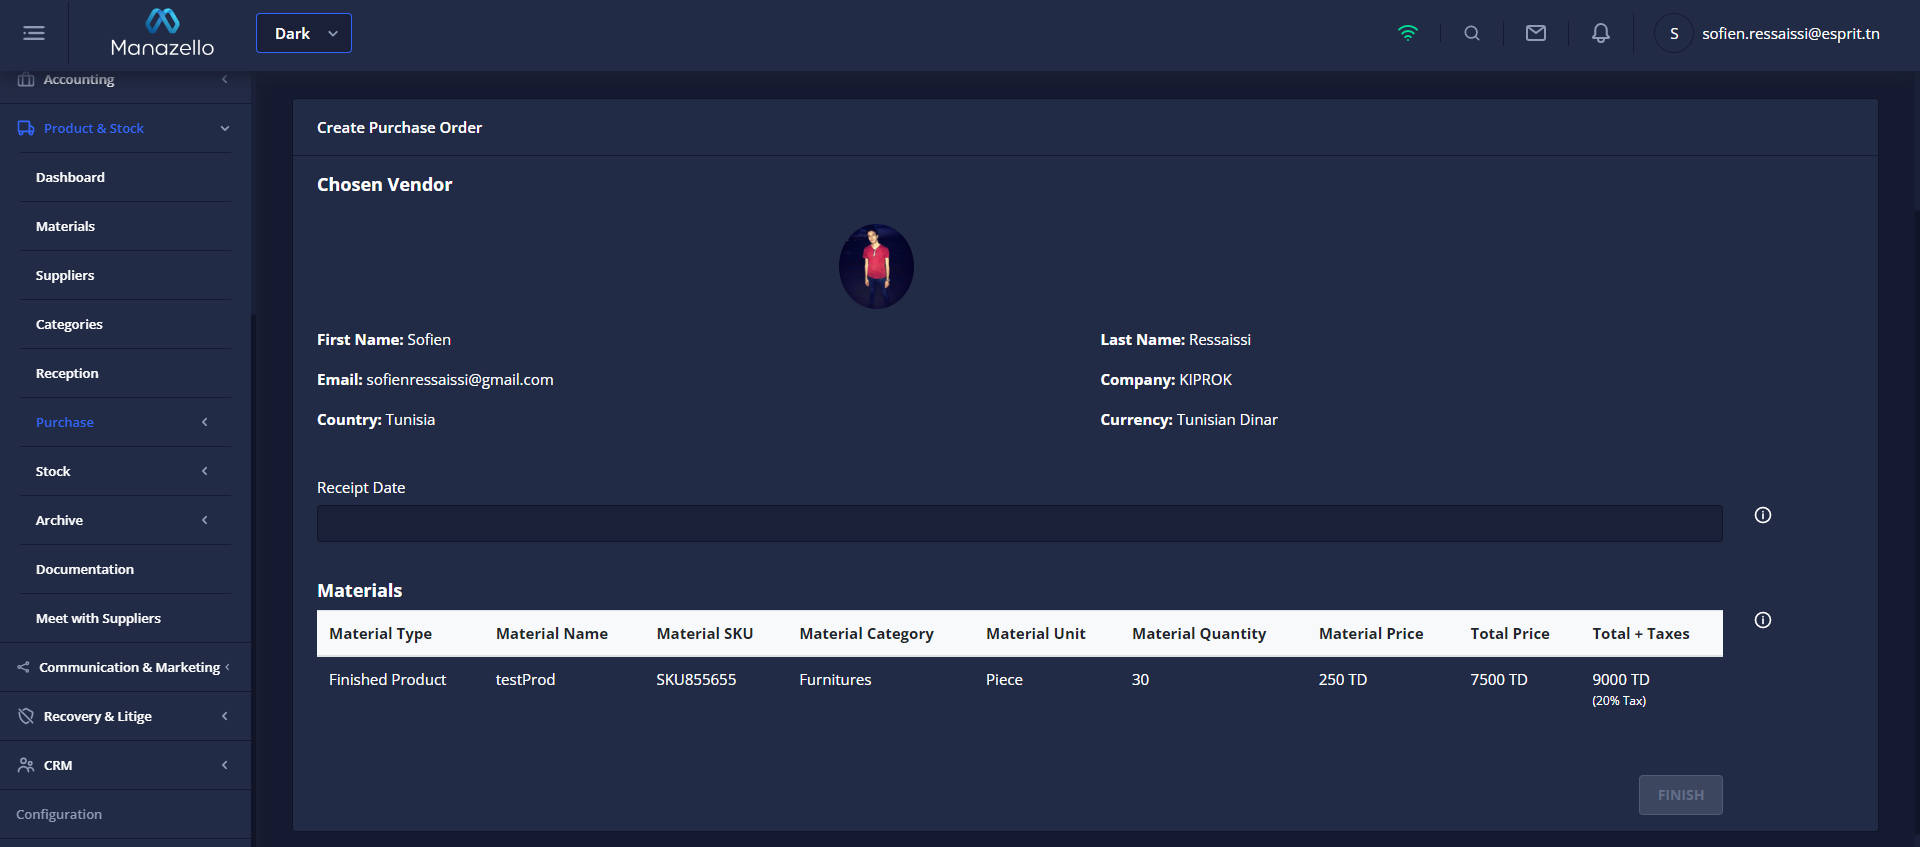 Manazello
Dark
S
sofien.ressaissi@esprit.tn
Accounting
Product & Stock
Dashboard
Materials
Suppliers
Categories
Reception
Purchase
Stock
Archive
Documentation
Meet with Suppliers
Communication & Marketing
Recovery & Litige
CRM
Configuration
Create Purchase Order
Chosen Vendor
First Name: Sofien
Last Name: Ressaissi
Email: sofienressaissi@gmail.com
Company: KIPROK
Country: Tunisia
Currency: Tunisian Dinar
Receipt Date
Materials
Material Type Material Name Material SKU Material Category Material Unit Material Quantity Material Price Total Price Total + Taxes
Finished Product testProd SKU855655 Furnitures Piece 30 250 TD 7500 TD 9000 TD
(20% Tax)
FINISH